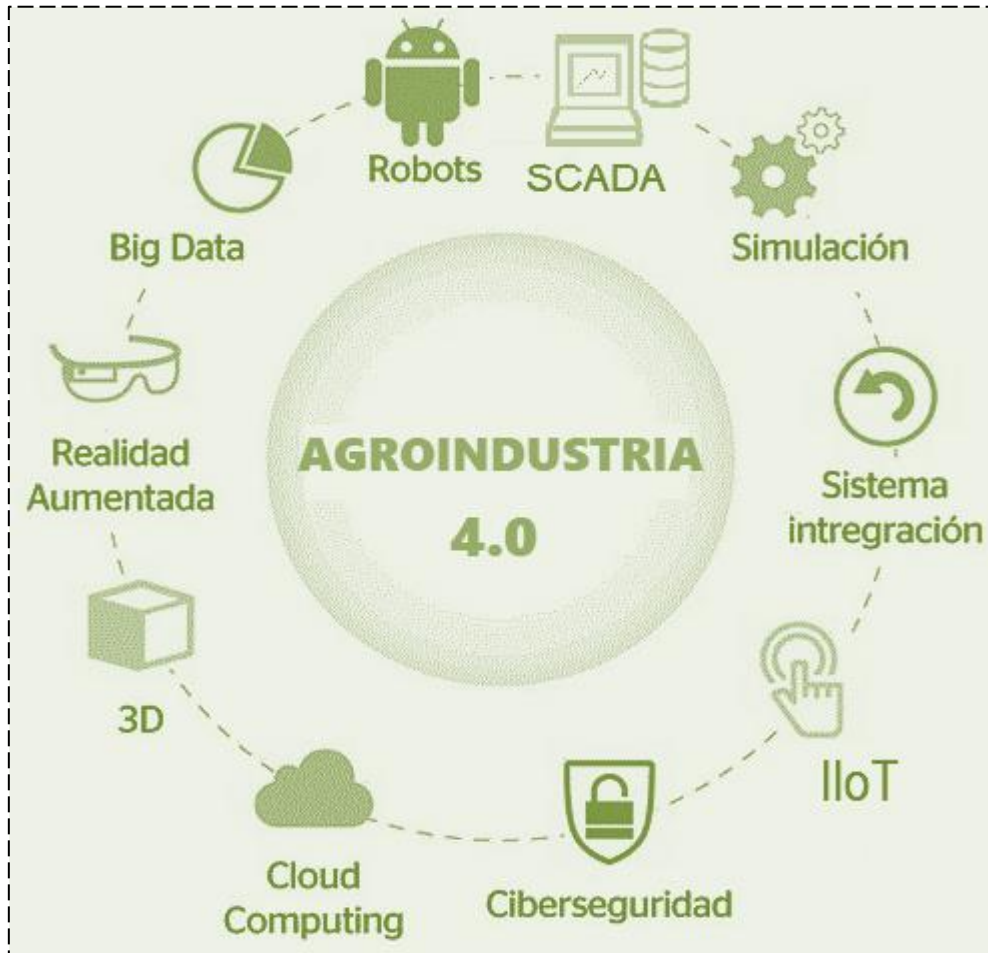 Robots
SCADA
Big Data
Simulación
Realidad
Aumentada
AGROINDUSTRIA
4.0
Sistema
intregración
3D
IIoT
Cloud
Computing
Ciberseguridad